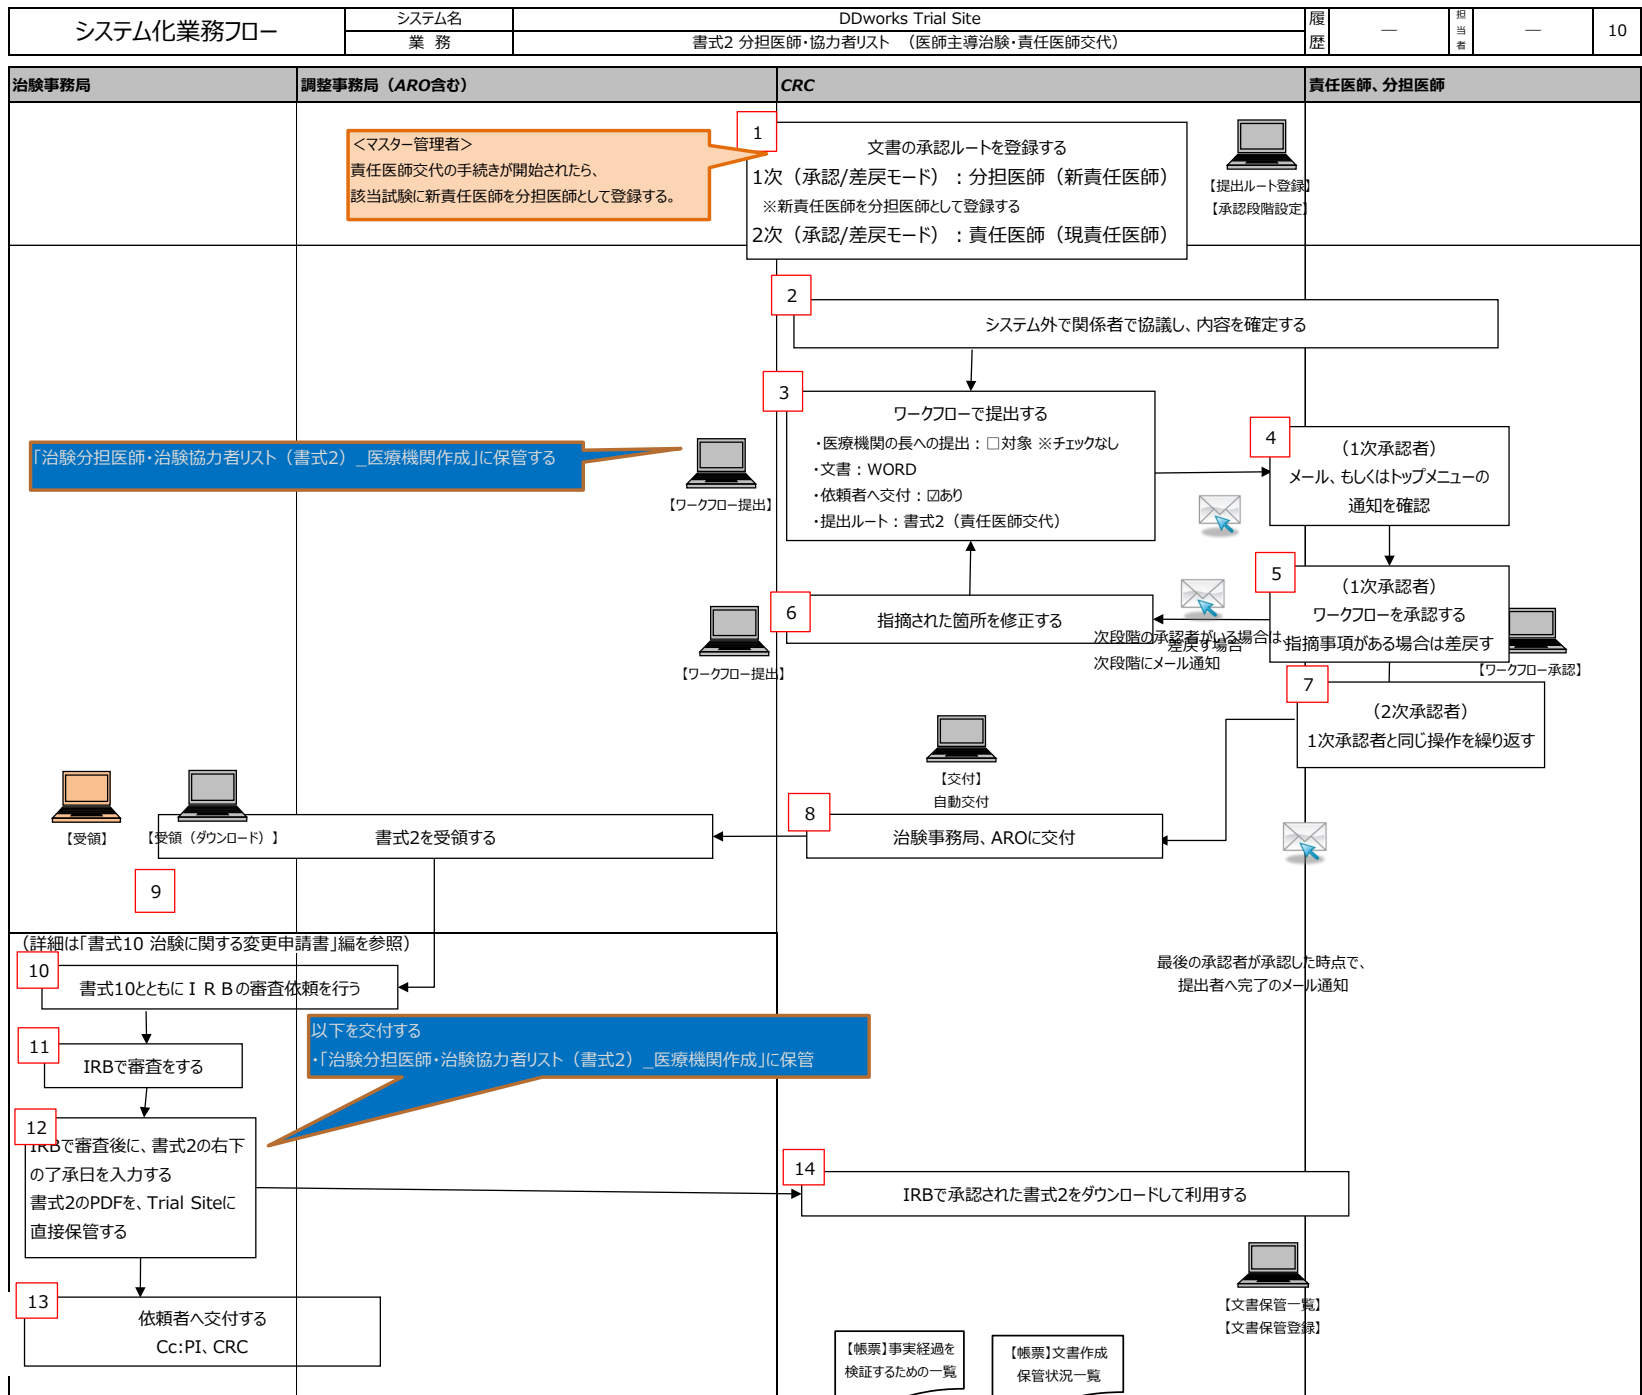 システム化業務フロー
システム名
DDworks Trial Site
業 務
書式2 分担医師・協力者リスト （医師主導治験・責任医師交代）
履歴
―
担当者
―
10
治験事務局
調整事務局（ARO含む）
CRC
責任医師、分担医師
＜マスター管理者＞
責任医師交代の手続きが開始されたら、
該当試験に新責任医師を分担医師として登録する。
1
文書の承認ルートを登録する
1次（承認/差戻モード）：分担医師（新責任医師）
※新責任医師を分担医師として登録する
2次（承認/差戻モード）：責任医師（現責任医師）
【提出ルート登録】
【承認段階設定】
2
システム外で関係者で協議し、内容を確定する
3
ワークフローで提出する
・医療機関の長への提出：□対象 ※チェックなし
・文書：WORD
・依頼者へ交付：☑あり
・提出ルート：書式2（責任医師交代）
「治験分担医師・治験協力者リスト（書式2）_医療機関作成」に保管する
【ワークフロー提出】
4
（1次承認者）
メール、もしくはトップメニューの
通知を確認
5
（1次承認者）
ワークフローを承認する
指摘事項がある場合は差戻す
【ワークフロー承認】
6
指摘された箇所を修正する
【ワークフロー提出】
差戻す場合
次段階の承認者がいる場合は、
次段階にメール通知
7
（2次承認者）
1次承認者と同じ操作を繰り返す
【交付】
自動交付
8
治験事務局、AROに交付
【受領】
【受領（ダウンロード）】
書式2を受領する
9
（詳細は「書式10 治験に関する変更申請書」編を参照）
最後の承認者が承認した時点で、
提出者へ完了のメール通知
10
書式10とともにＩＲＢの審査依頼を行う
11
IRBで審査をする
以下を交付する
・「治験分担医師・治験協力者リスト（書式2）_医療機関作成」に保管
12
IRBで審査後に、書式2の右下
の了承日を入力する
書式2のPDFを、Trial Siteに
直接保管する
14
IRBで承認された書式2をダウンロードして利用する
【文書保管一覧】
【文書保管登録】
13
依頼者へ交付する
Cc:PI、CRC
【帳票】事実経過を
検証するための一覧
【帳票】文書作成
保管状況一覧